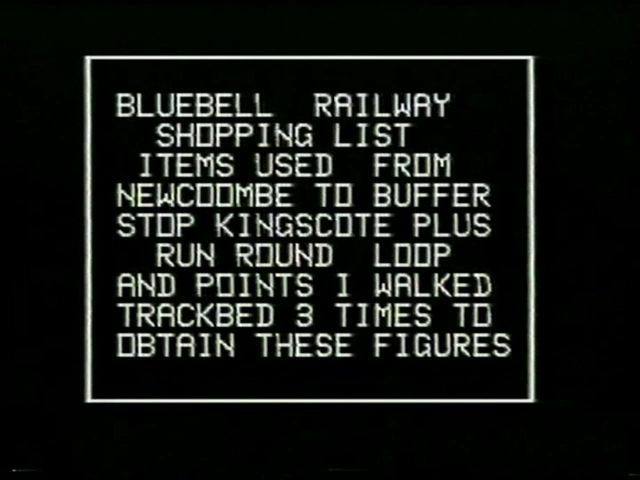 BLUEBELL RAILWAY
SHOPPING LIST
ITEMS USED FROM
NEWCOOMBE TO BUFFER
STOP KINGSCOTE PLUS
RUN ROUND LOOP
AND POINTS I WALKED
TRACKBED 3 TIMES TO
OBTAIN THESE FIGURES